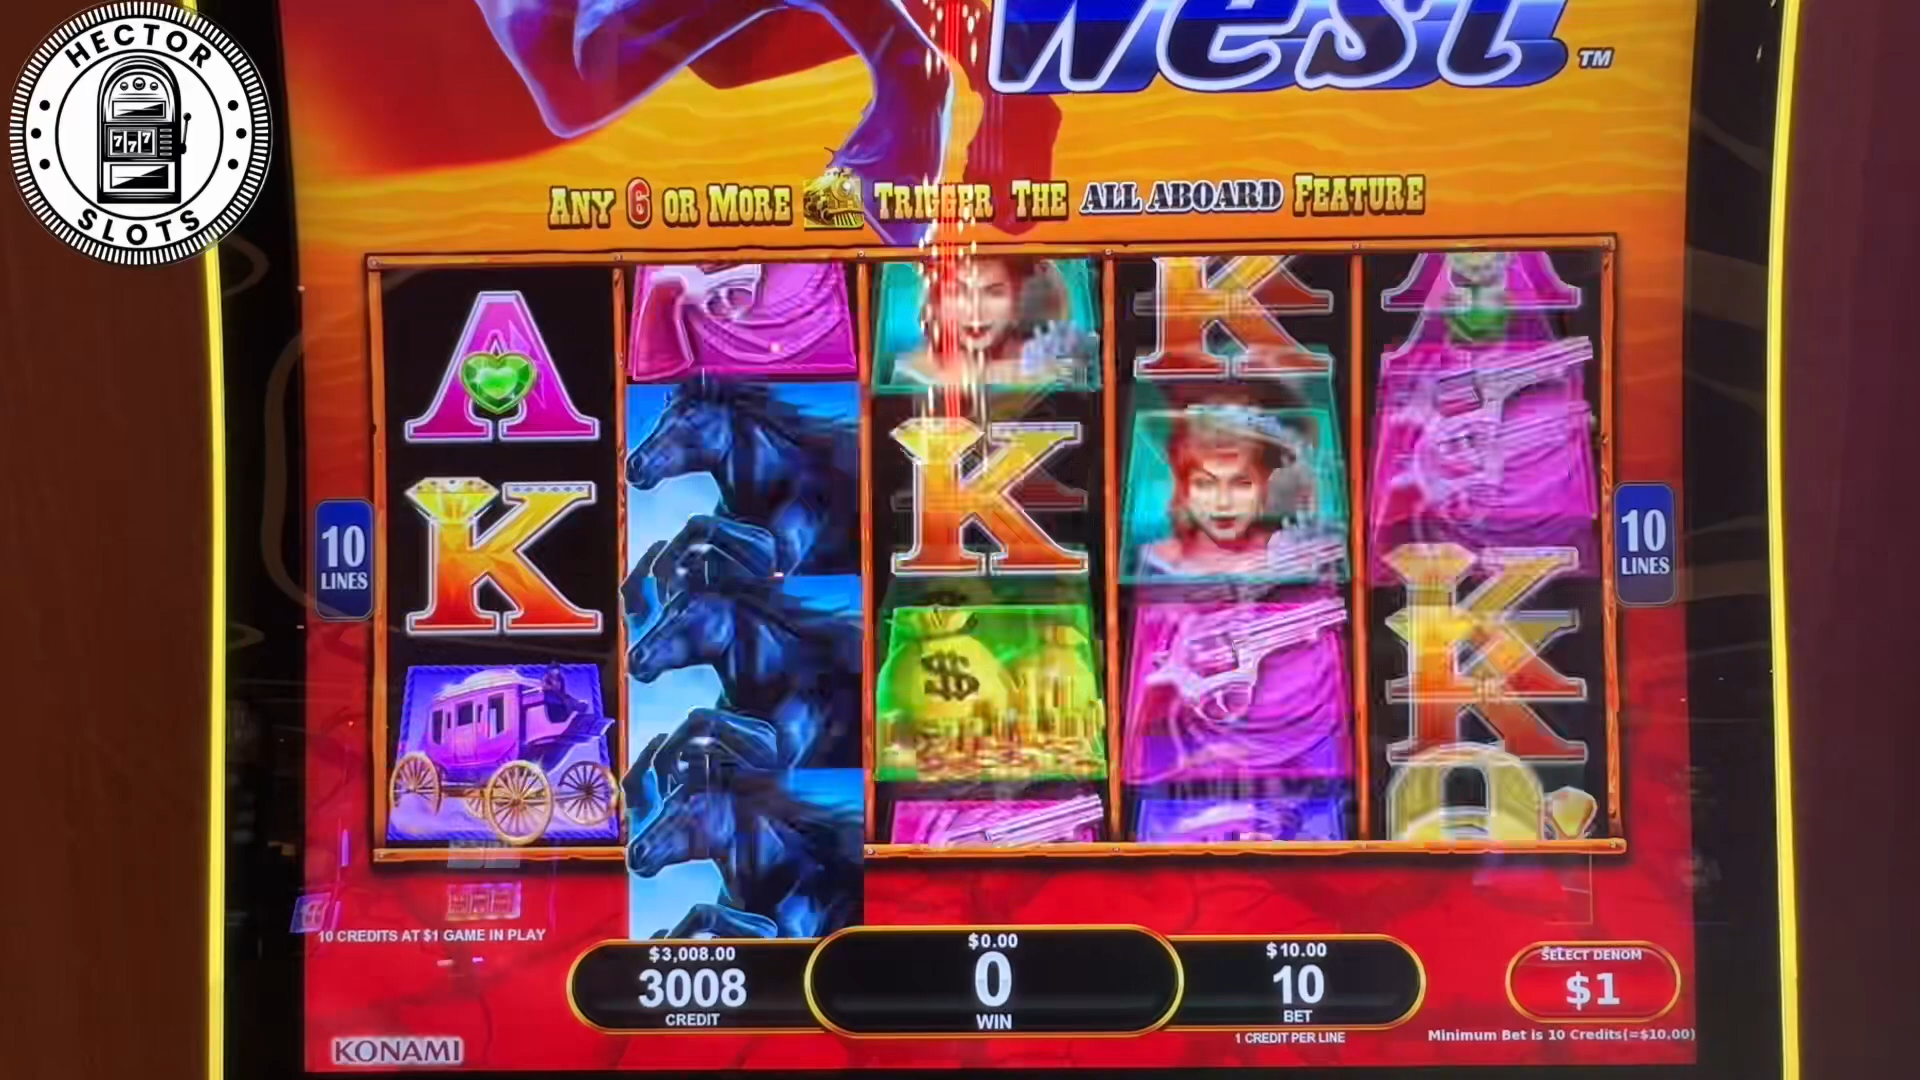 HECTOR
777
SLOTS
West™
ANY 6 OR MORE TRIGGER THE ALL ABOARD FEATURE
A
K
K
K
K
$
10
LINES
10
LINES
10 CREDITS AT $1 GAME IN PLAY
$3,008.00
3008
CREDIT
$0.00
0
WIN
$10.00
10
BET
1 CREDIT PER LINE
SELECT DENOM
$1
Minimum Bet is 10 Credits(=$10.00)
KONAMI